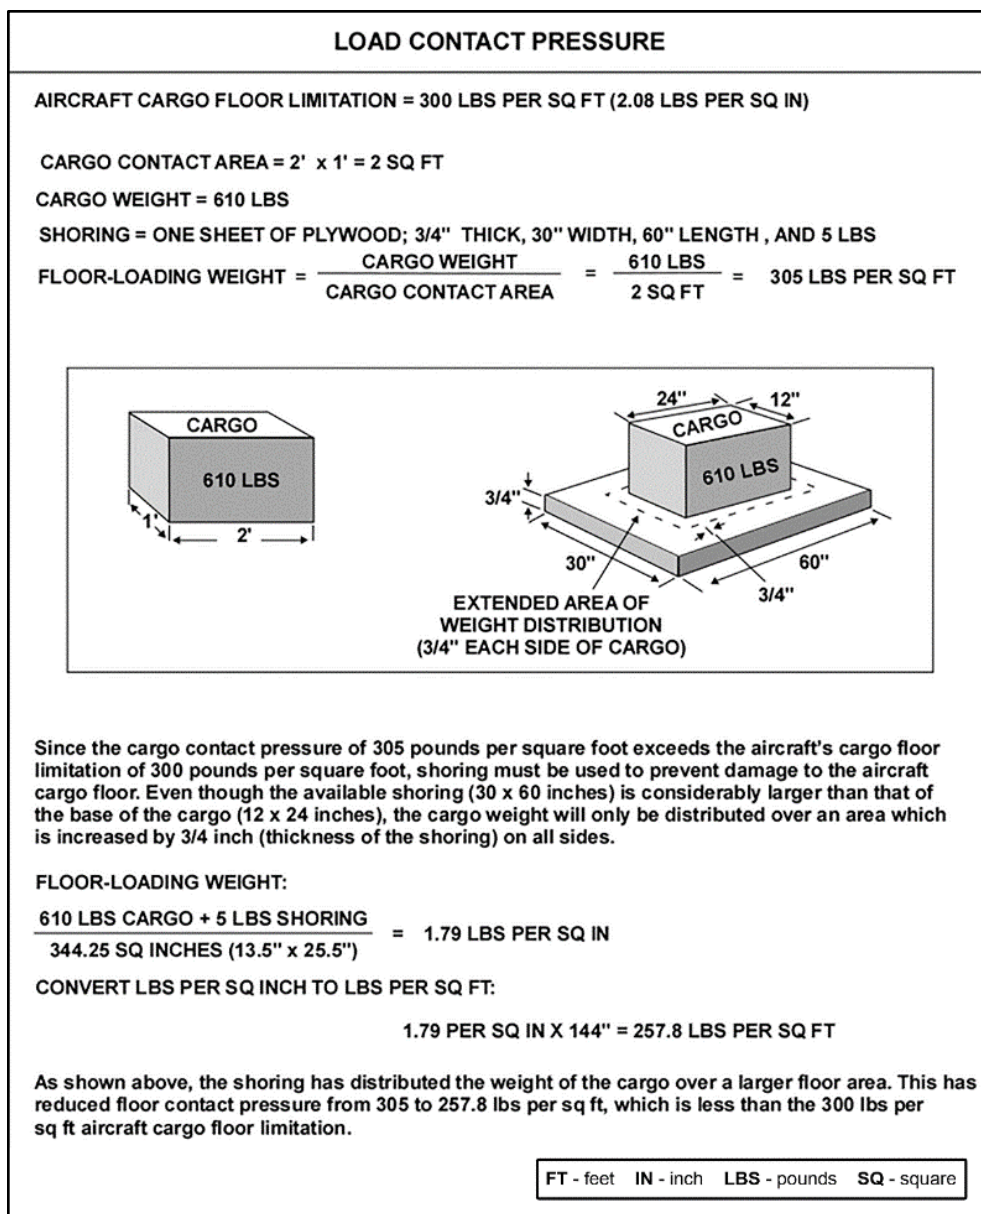 LOAD CONTACT PRESSURE
AIRCRAFT CARGO FLOOR LIMITATION = 300 LBS PER SQ FT (2.08 LBS PER SQ IN)
CARGO CONTACT AREA = 2' x 1' = 2 SQ FT
CARGO WEIGHT = 610 LBS
SHORING = ONE SHEET OF PLYWOOD; 3/4" THICK, 30" WIDTH, 60" LENGTH , AND 5 LBS
FLOOR-LOADING WEIGHT = CARGO WEIGHT / CARGO CONTACT AREA = 610 LBS / 2 SQ FT = 305 LBS PER SQ FT
CARGO
610 LBS
1'
2'
24"
12"
CARGO
610 LBS
3/4"
30"
60"
3/4"
EXTENDED AREA OF
WEIGHT DISTRIBUTION
(3/4" EACH SIDE OF CARGO)
Since the cargo contact pressure of 305 pounds per square foot exceeds the aircraft's cargo floor
limitation of 300 pounds per square foot, shoring must be used to prevent damage to the aircraft
cargo floor. Even though the available shoring (30 x 60 inches) is considerably larger than that of
the base of the cargo (12 x 24 inches), the cargo weight will only be distributed over an area which
is increased by 3/4 inch (thickness of the shoring) on all sides.
FLOOR-LOADING WEIGHT:
610 LBS CARGO + 5 LBS SHORING
344.25 SQ INCHES (13.5" x 25.5")
= 1.79 LBS PER SQ IN
CONVERT LBS PER SQ INCH TO LBS PER SQ FT:
1.79 PER SQ IN X 144" = 257.8 LBS PER SQ FT
As shown above, the shoring has distributed the weight of the cargo over a larger floor area. This has
reduced floor contact pressure from 305 to 257.8 lbs per sq ft, which is less than the 300 lbs per
sq ft aircraft cargo floor limitation.
FT - feet IN - inch LBS - pounds SQ - square